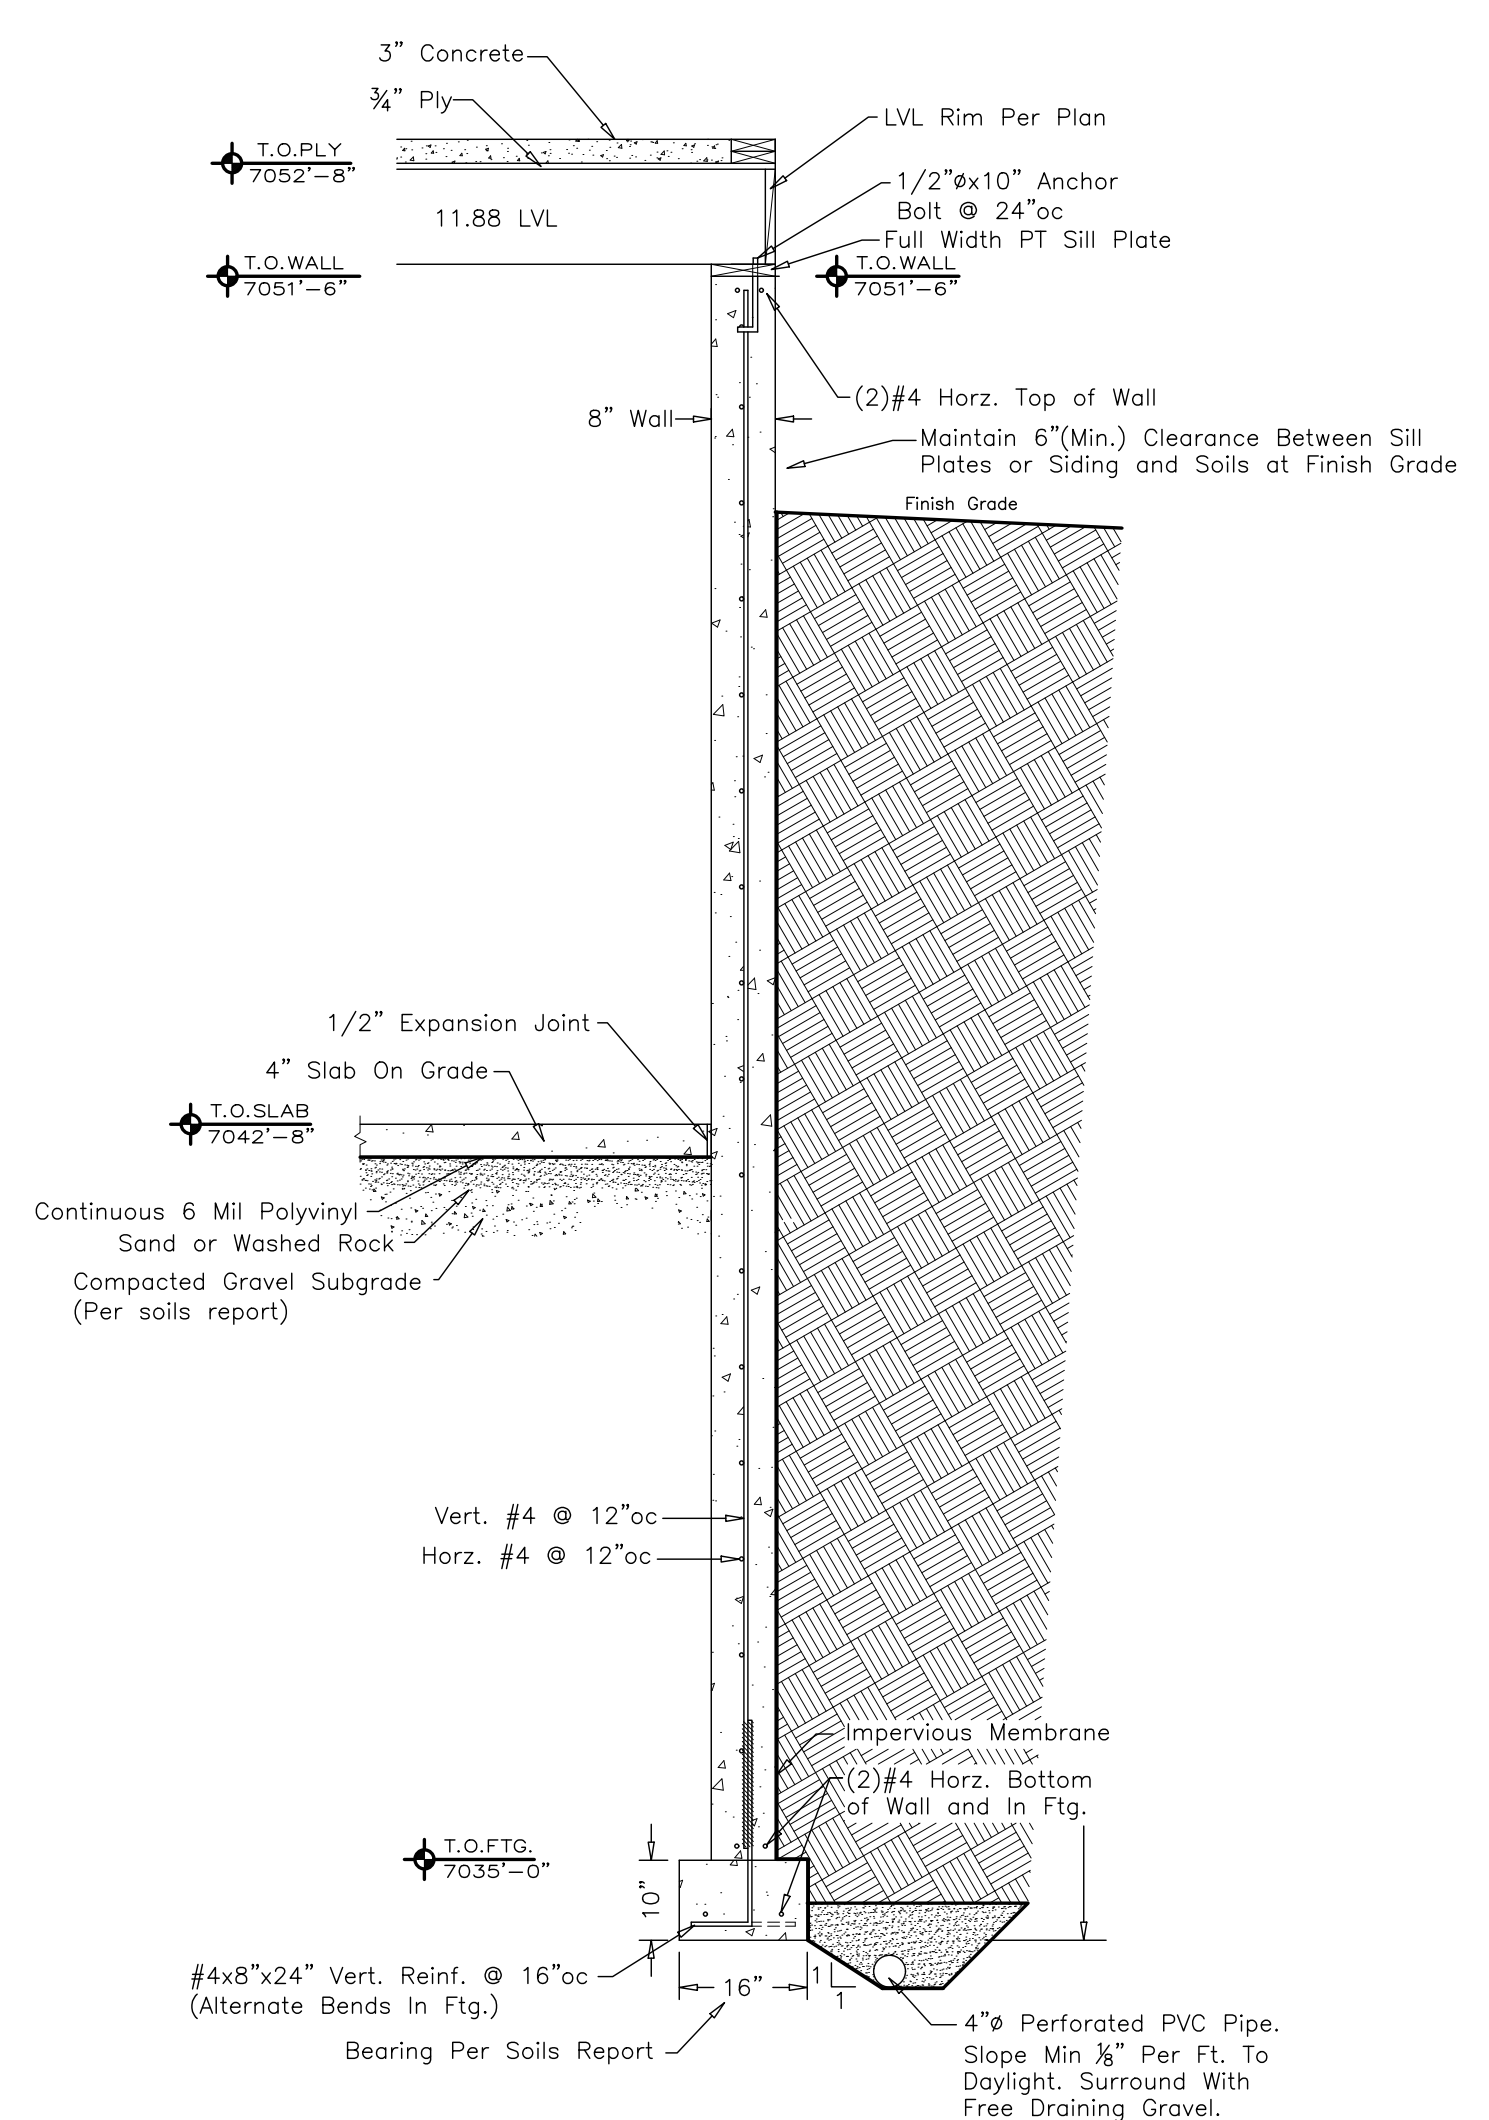 3" Concrete
¾" Ply
LVL Rim Per Plan
T.O.PLY
7052'-8"
1/2"øx10" Anchor
Bolt @ 24"oc
11.88 LVL
Full Width PT Sill Plate
T.O.WALL
7051'-6"
T.O.WALL
7051'-6"
(2)#4 Horz. Top of Wall
8" Wall
Maintain 6"(Min.) Clearance Between Sill
Plates or Siding and Soils at Finish Grade
Finish Grade
1/2" Expansion Joint
4" Slab On Grade
T.O.SLAB
7042'-8"
Continuous 6 Mil Polyvinyl
Sand or Washed Rock
Compacted Gravel Subgrade
(Per soils report)
Vert. #4 @ 12"oc
Horz. #4 @ 12"oc
Impervious Membrane
(2)#4 Horz. Bottom
of Wall and In Ftg.
T.O.FTG.
7035'-0"
10"
#4x8"x24" Vert. Reinf. @ 16"oc
(Alternate Bends In Ftg.)
16"
1
1
Bearing Per Soils Report
4"ø Perforated PVC Pipe.
Slope Min ⅛" Per Ft. To
Daylight. Surround With
Free Draining Gravel.